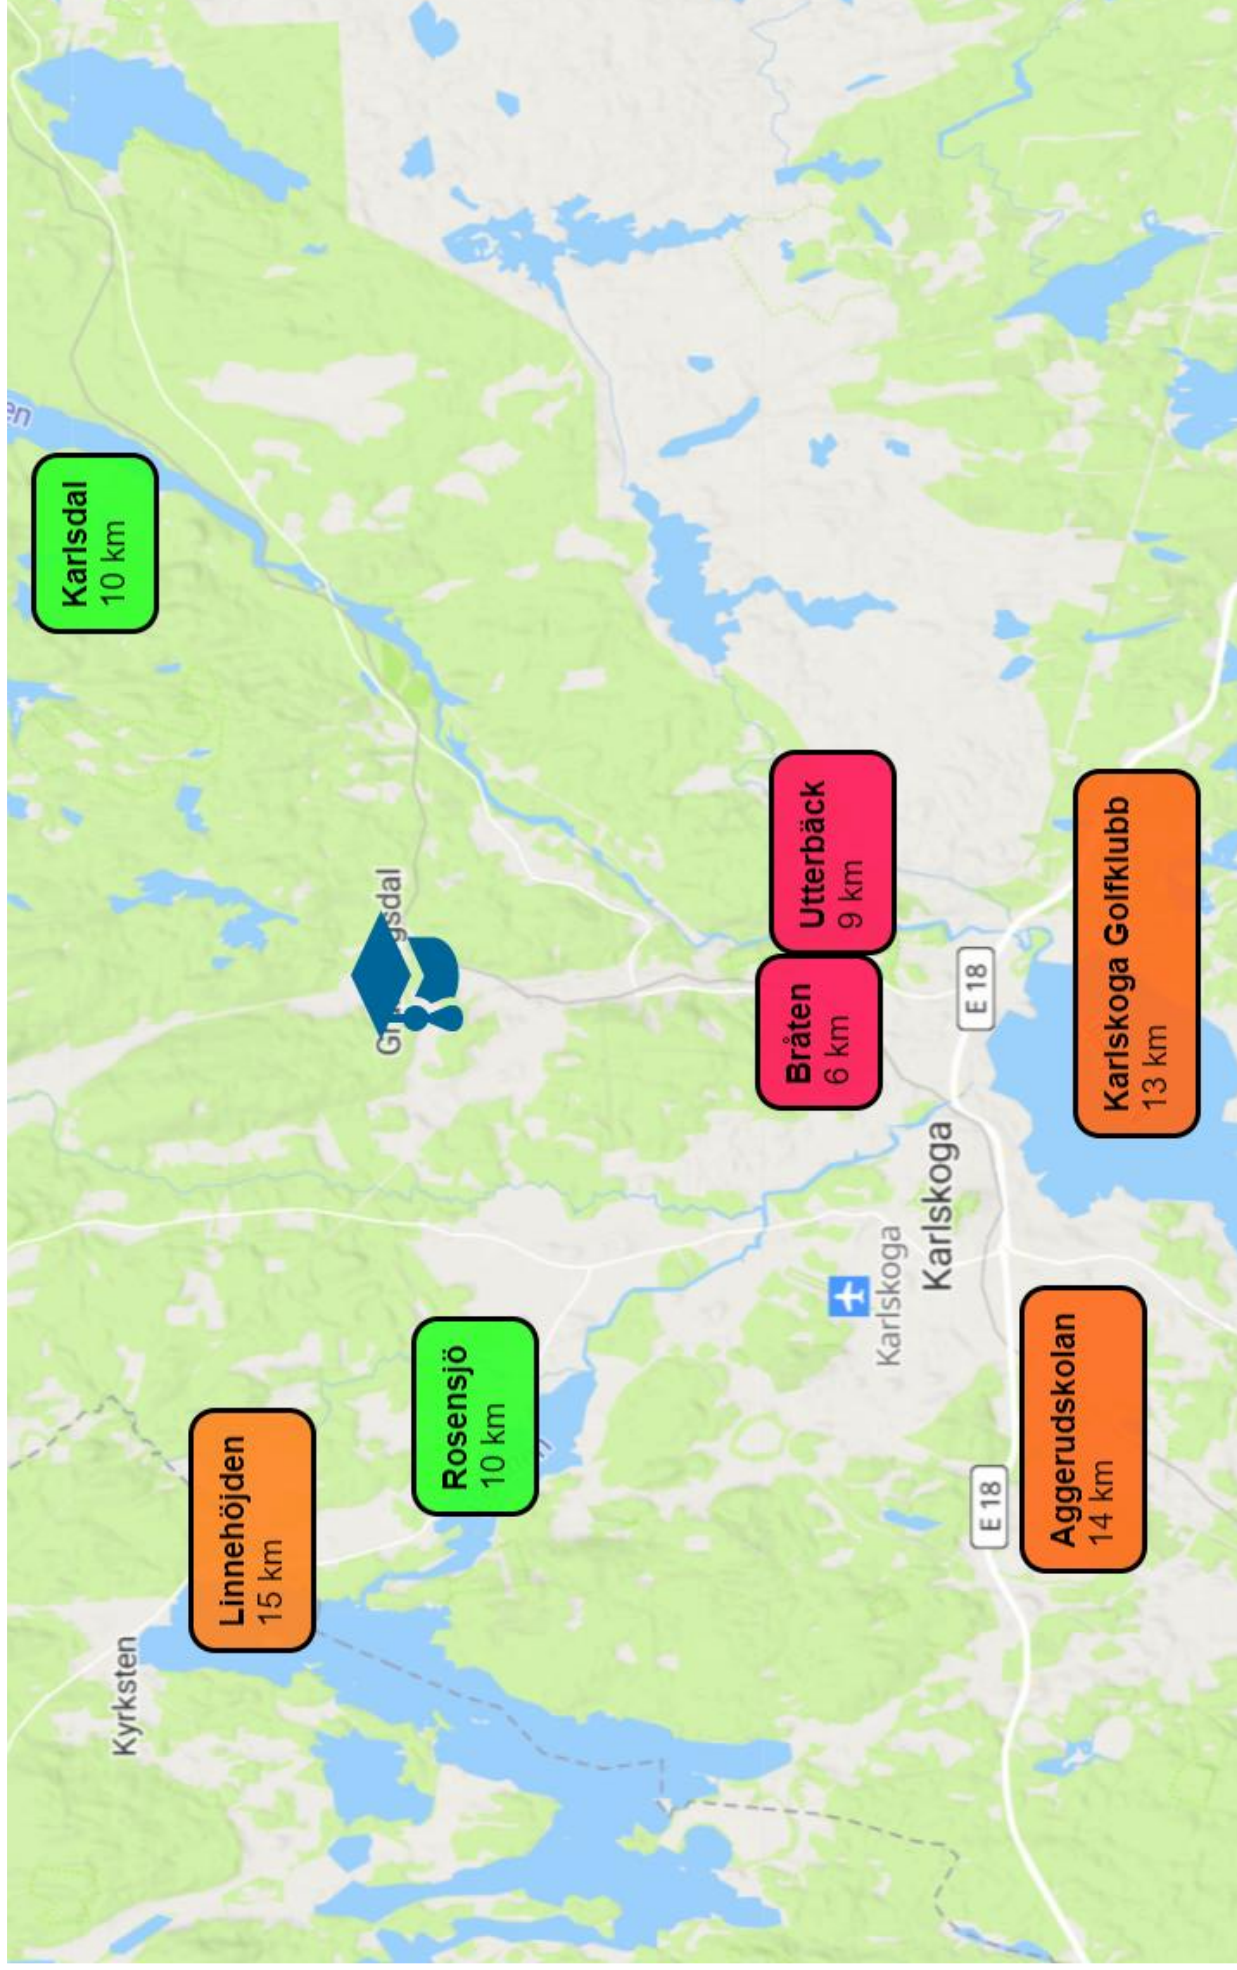 Karlsdal
10 km
Kyrksten
Linnehöjden
15 km
Rosensjö
10 km
Bråten
6 km
Utterbäck
9 km
Karlskoga
Karlskoga
E 18
E 18
Aggerudskolan
14 km
Karlskoga Golfklubb
13 km